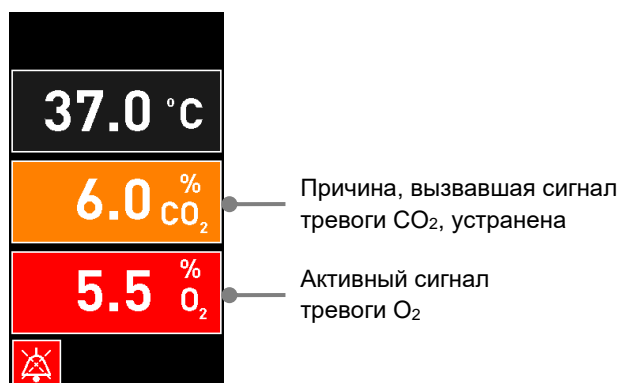 37.0 °C
6.0 % CO₂
Причина, вызвавшая сигнал
тревоги CO₂, устранена
5.5 % O₂
Активный сигнал
тревоги O₂